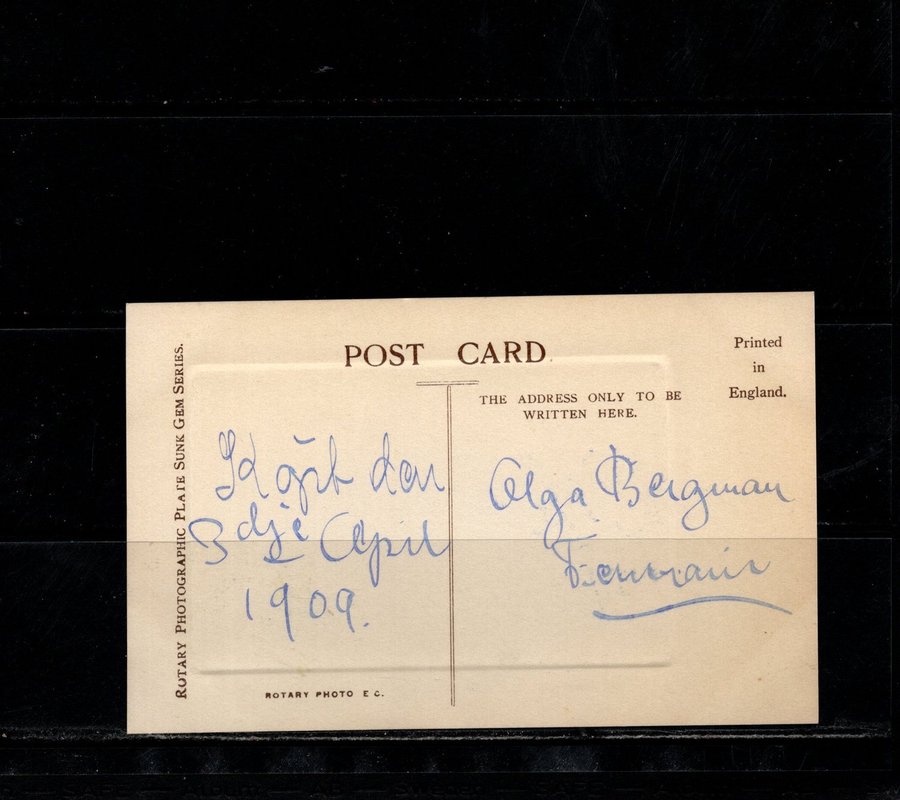 POST CARD
Printed
in
England.
THE ADDRESS ONLY TO BE
WRITTEN HERE.
ROTARY PHOTOGRAPHIC PLATE SUNK GEM SERIES.
Köpt den
3dje April
1909.
Olga Bergman
ROTARY PHOTO E C.